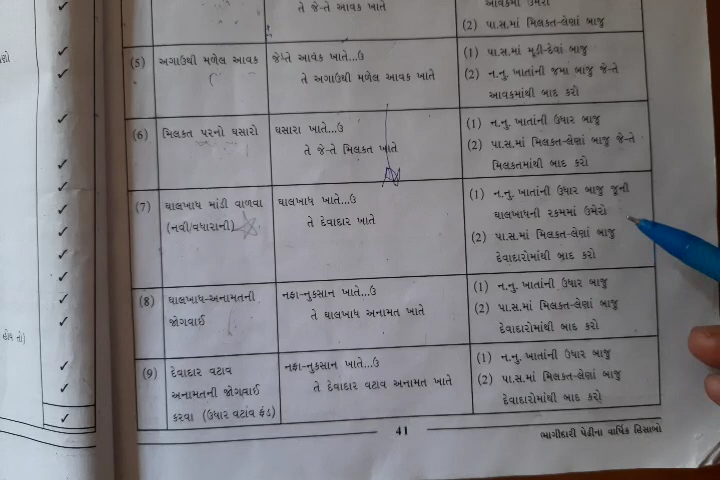 તે જે-તે આવક ખાતે
આવકમાં ઉમેરો
(2) પા.સ.માં મિલકત-લેણાં બાજુ
(5) અગાઉથી મળેલ આવક
જે-તે આવક ખાતે...ઉ
તે અગાઉથી મળેલ આવક ખાતે
(1) પા.સ.માં મૂડી-દેવાં બાજુ
(2) ન.નુ. ખાતાંની જમા બાજુ જે-તે
આવકમાંથી બાદ કરી
(6) મિલકત પરનો ઘસારો
ઘસારા ખાતે...ઉ
તે જે-તે મિલકત ખાતે
(1) ન.નુ. ખાતાંની ઉધાર બાજુ
(2) પા.સ.માં મિલકત-લેણાં બાજુ જે-તે
મિલકતમાંથી બાદ કરો
(7) ઘાલખાધ માંડી વાળવા
(નવી/વધારાની)
ઘાલખાધ ખાતે...ઉ
તે દેવાદાર ખાતે
(1) ન.નુ. ખાતાંની ઉધાર બાજુ જુની
ઘાલખાધની રકમમાં ઉમેરો
(2) પા.સ.માં મિલકત-લેણાં બાજુ
દેવાદારોમાંથી બાદ કરો
(8) ઘાલખાધ-અનામતની
જોગવાઈ
નફા-નુકસાન ખાતે...ઉ
તે ઘાલખાધ અનામત ખાતે
(1) ન.નુ. ખાતાંની ઉધાર બાજુ
(2) પા.સ.માં મિલકત-લેણાં બાજુ
દેવાદારોમાંથી બાદ કરો
(9) દેવાદાર વટાવ
અનામતની જોગવાઈ
કરવા (ઉધાર વટાવ ફંડ)
નફા-નુકસાન ખાતે...ઉ
તે દેવાદાર વટાવ અનામત ખાતે
(1) ન.નુ. ખાતાંની ઉધાર બાજુ
(2) પા.સ.માં મિલકત-લેણાં બાજુ
દેવાદારોમાંથી બાદ કરો
41
ભાગીદારી પેઢીના વાર્ષિક હિસાબો